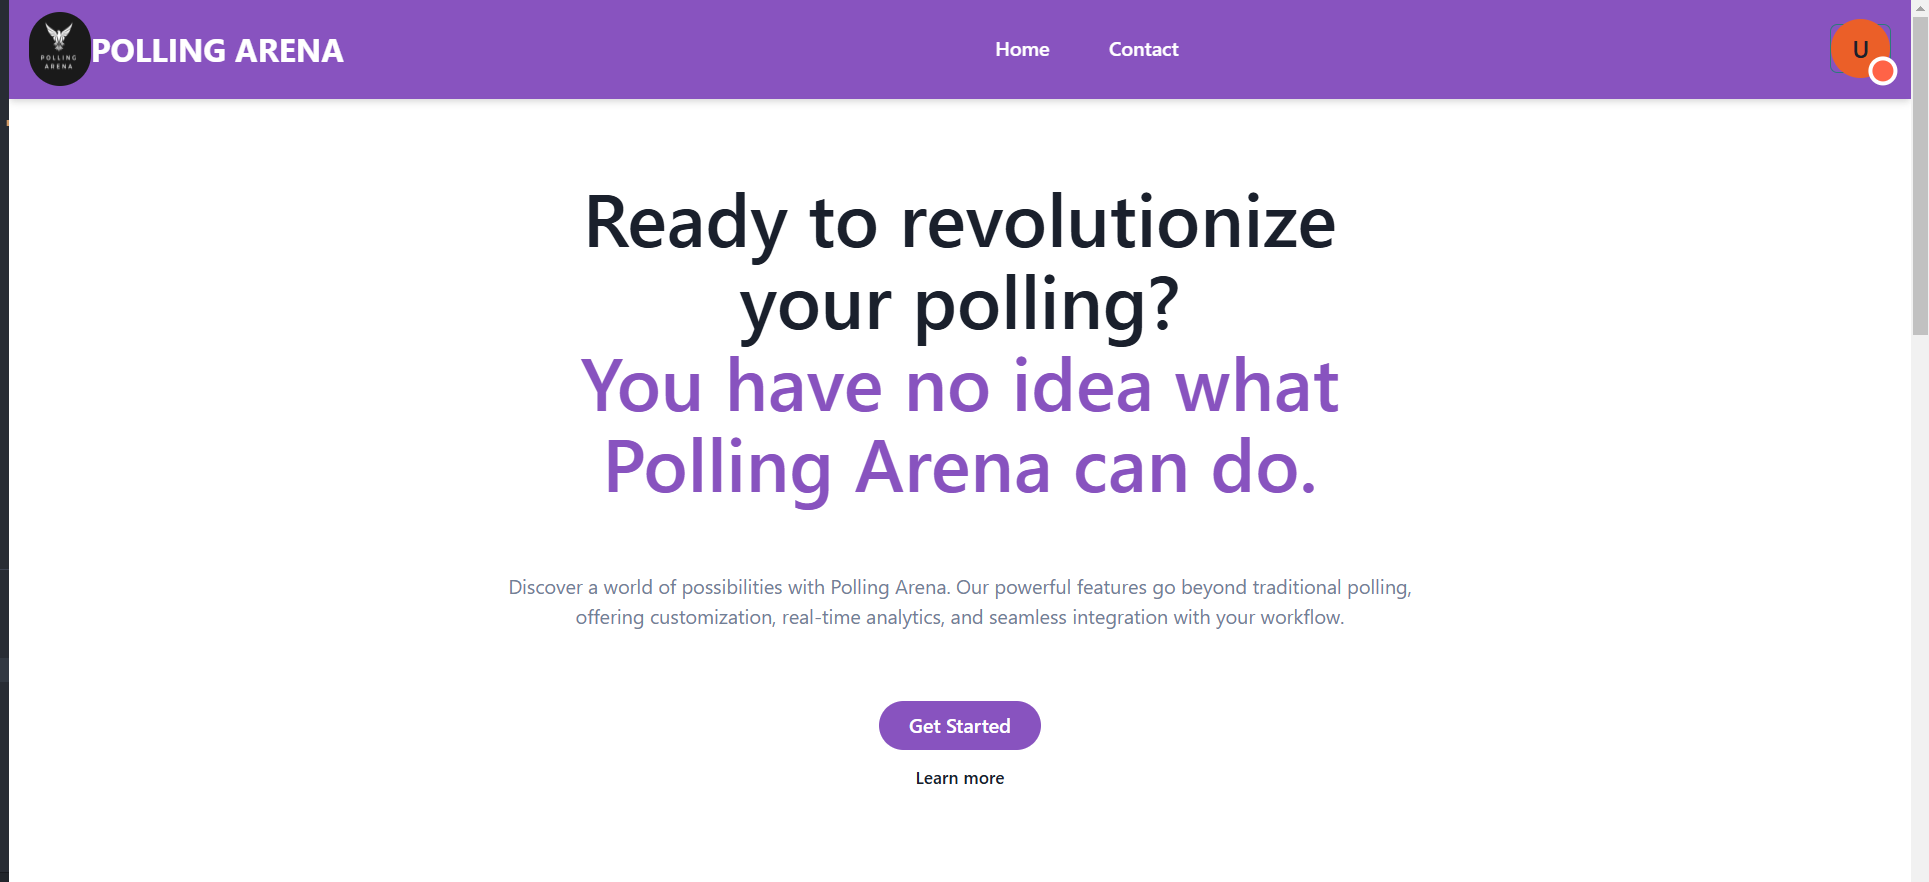 POLLING
ARENA
POLLING ARENA
Home
Contact
U
Ready to revolutionize
your polling?
You have no idea what
Polling Arena can do.
Discover a world of possibilities with Polling Arena. Our powerful features go beyond traditional polling,
offering customization, real-time analytics, and seamless integration with your workflow.
Get Started
Learn more